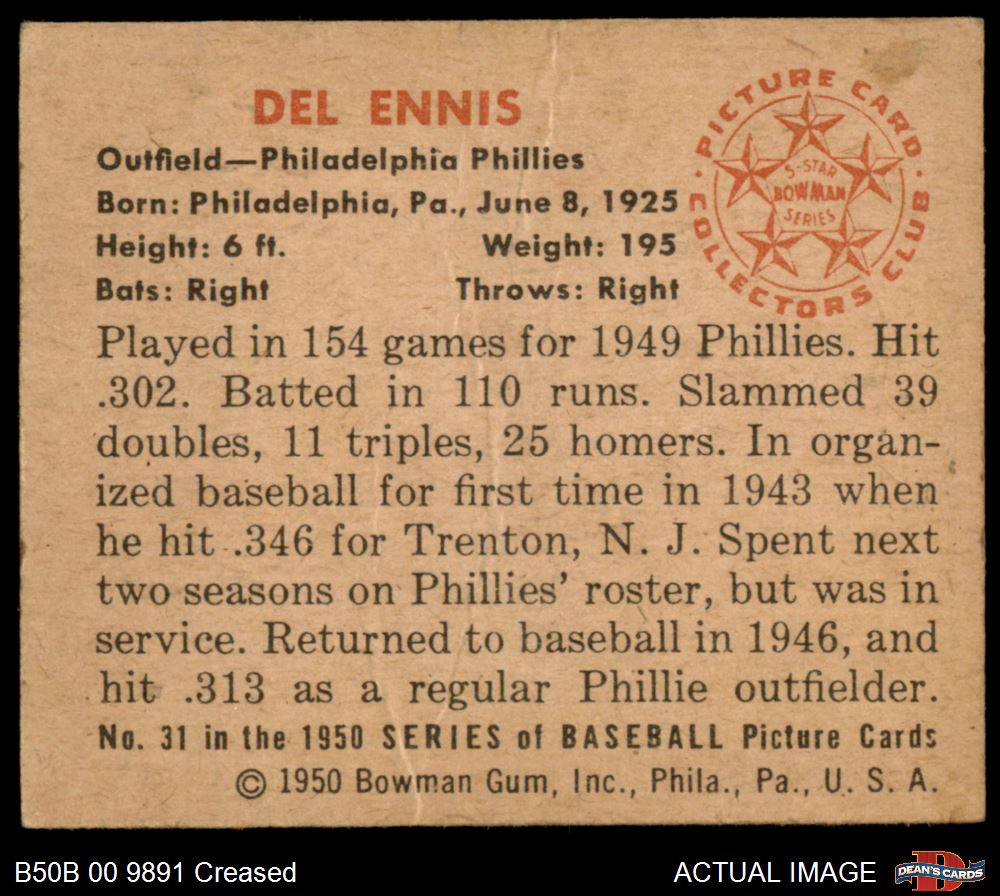 DEL ENNIS
Outfield—Philadelphia Phillies
Born: Philadelphia, Pa., June 8, 1925
Height: 6 ft. Weight: 195
Bats: Right Throws: Right
PICTURE CARD
COLLECTORS CLUB
5-STAR
BOWMAN
SERIES
Played in 154 games for 1949 Phillies. Hit
.302. Batted in 110 runs. Slammed 39
doubles, 11 triples, 25 homers. In organ-
ized baseball for first time in 1943 when
he hit .346 for Trenton, N. J. Spent next
two seasons on Phillies' roster, but was in
service. Returned to baseball in 1946, and
hit .313 as a regular Phillie outfielder.
No. 31 in the 1950 SERIES of BASEBALL Picture Cards
© 1950 Bowman Gum, Inc., Phila., Pa., U. S. A.
B50B 00 9891 Creased
ACTUAL IMAGE
DEAN'S CARDS